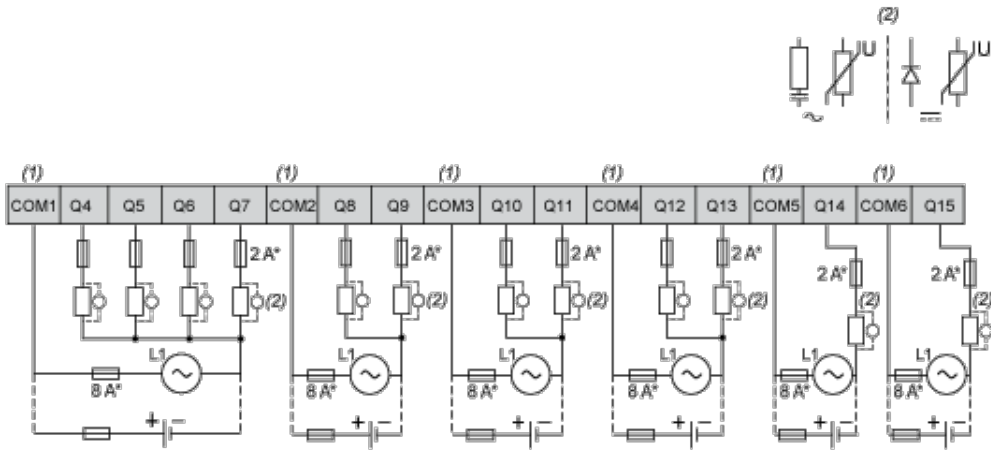 (2)
IU IU
(1) (1) (1) (1) (1) (1)
COM1 Q4 Q5 Q6 Q7 COM2 Q8 Q9 COM3 Q10 Q11 COM4 Q12 Q13 COM5 Q14 COM6 Q15
2 A* 2 A* 2 A* 2 A* 2 A* 2 A*
(2) (2) (2) (2) (2) (2)
L1 L1 L1 L1 L1 L1
8 A* 8 A* 8 A* 8 A* 8 A* 8 A*
+ − + − + − + − + − + −